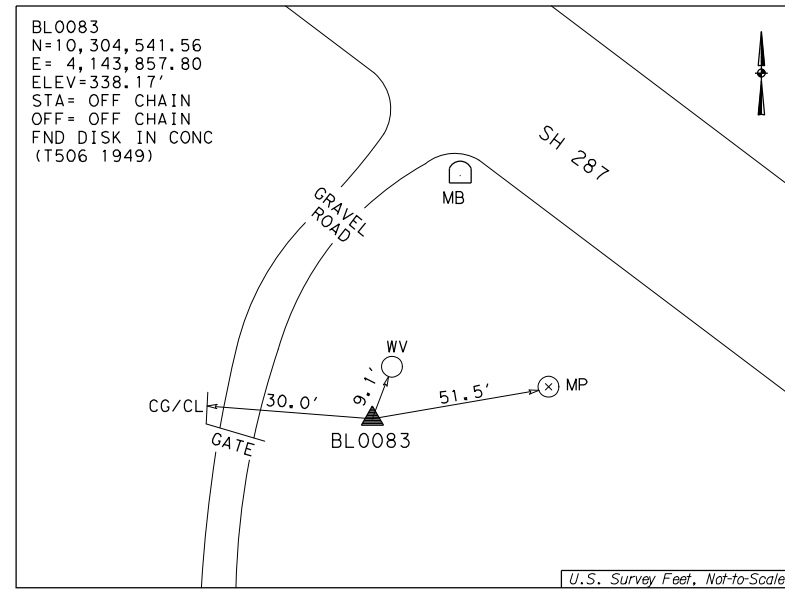 BL0083
N=10,304,541.56
E= 4,143,857.80
ELEV=338.17'
STA= OFF CHAIN
OFF= OFF CHAIN
FND DISK IN CONC
(T506 1949)
SH 287
MB
GRAVEL
ROAD
WV
9.1'
51.5'
MP
CG/CL
30.0'
BL0083
GATE
U.S. Survey Feet, Not-to-Scale